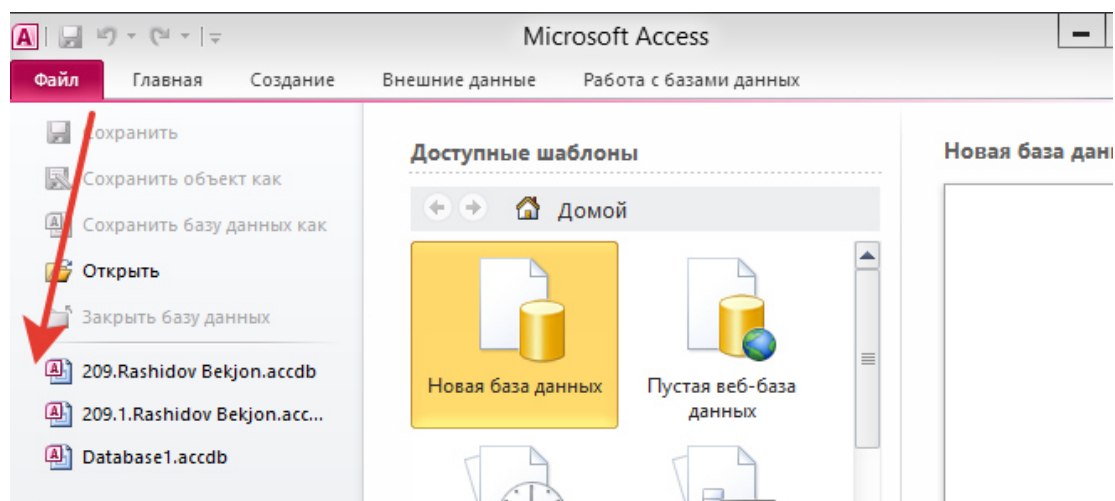 Microsoft Access
Файл Главная Создание Внешние данные Работа с базами данных
Сохранить
Сохранить объект как
Сохранить базу данных как
Открыть
Закрыть базу данных
209.Rashidov Bekjon.accdb
209.1.Rashidov Bekjon.acc...
Database1.accdb
Доступные шаблоны
Домой
Новая база данных
Пустая веб-база
данных
Новая база